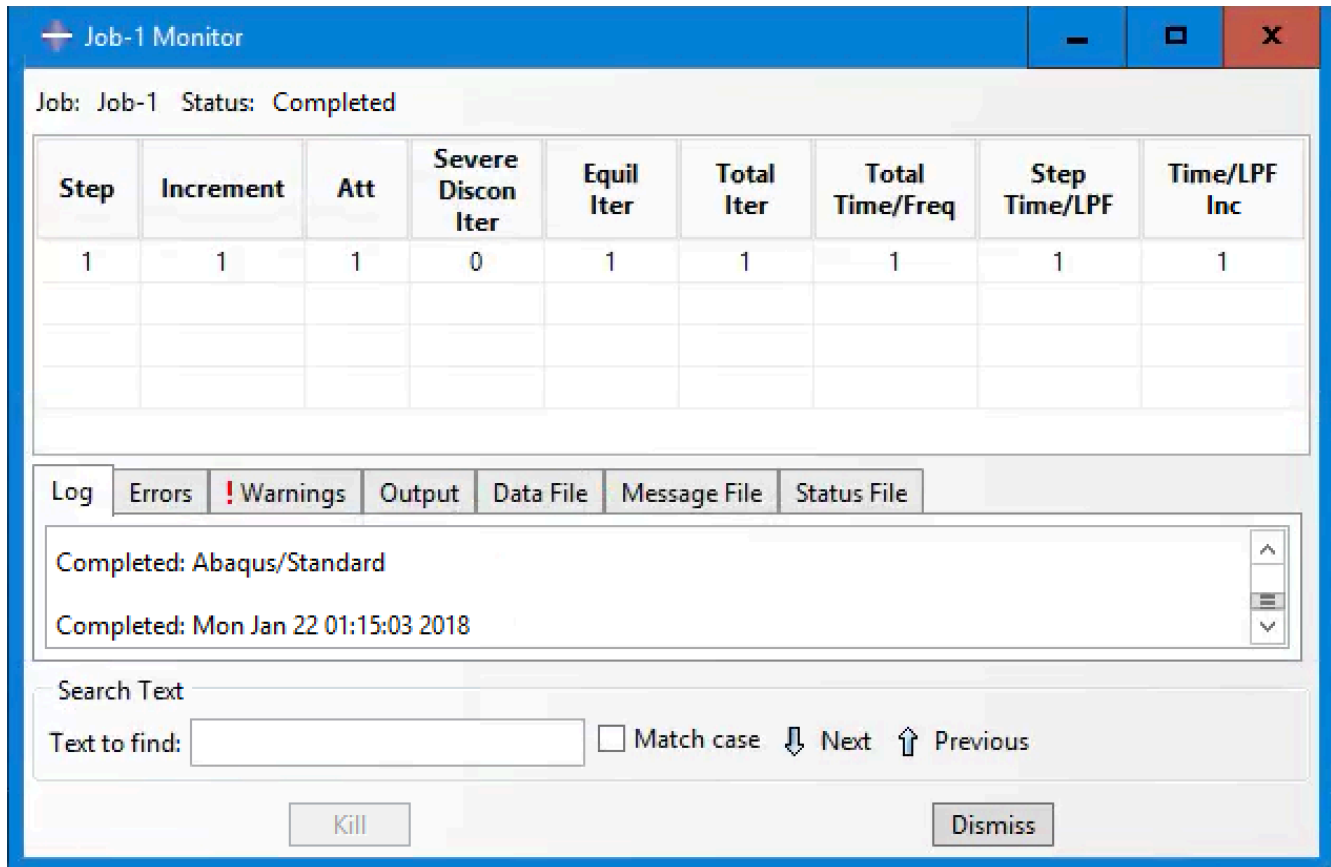 Job-1 Monitor
Job: Job-1 Status: Completed
Step Increment Att Severe Discon Iter Equil Iter Total Iter Total Time/Freq Step Time/LPF Time/LPF Inc
1 1 1 0 1 1 1 1 1
Log Errors ! Warnings Output Data File Message File Status File
Completed: Abaqus/Standard
Completed: Mon Jan 22 01:15:03 2018
Search Text
Text to find: Match case Next Previous
Kill Dismiss